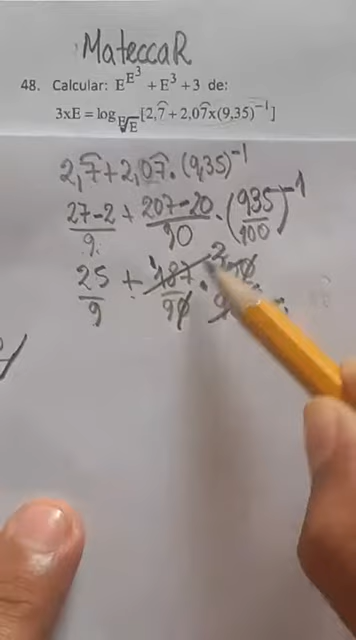 MateccaR
48. Calcular: E^E^3 + E^3 + 3 de:
3xE = log [2,7̂ + 2,07̂x(9,35)^-1]
2,7̂ + 2,07̂ . (9,35)^-1
27-2/9 + 207-20/90 . (935/100)^-1
25/9 + 187/90 .